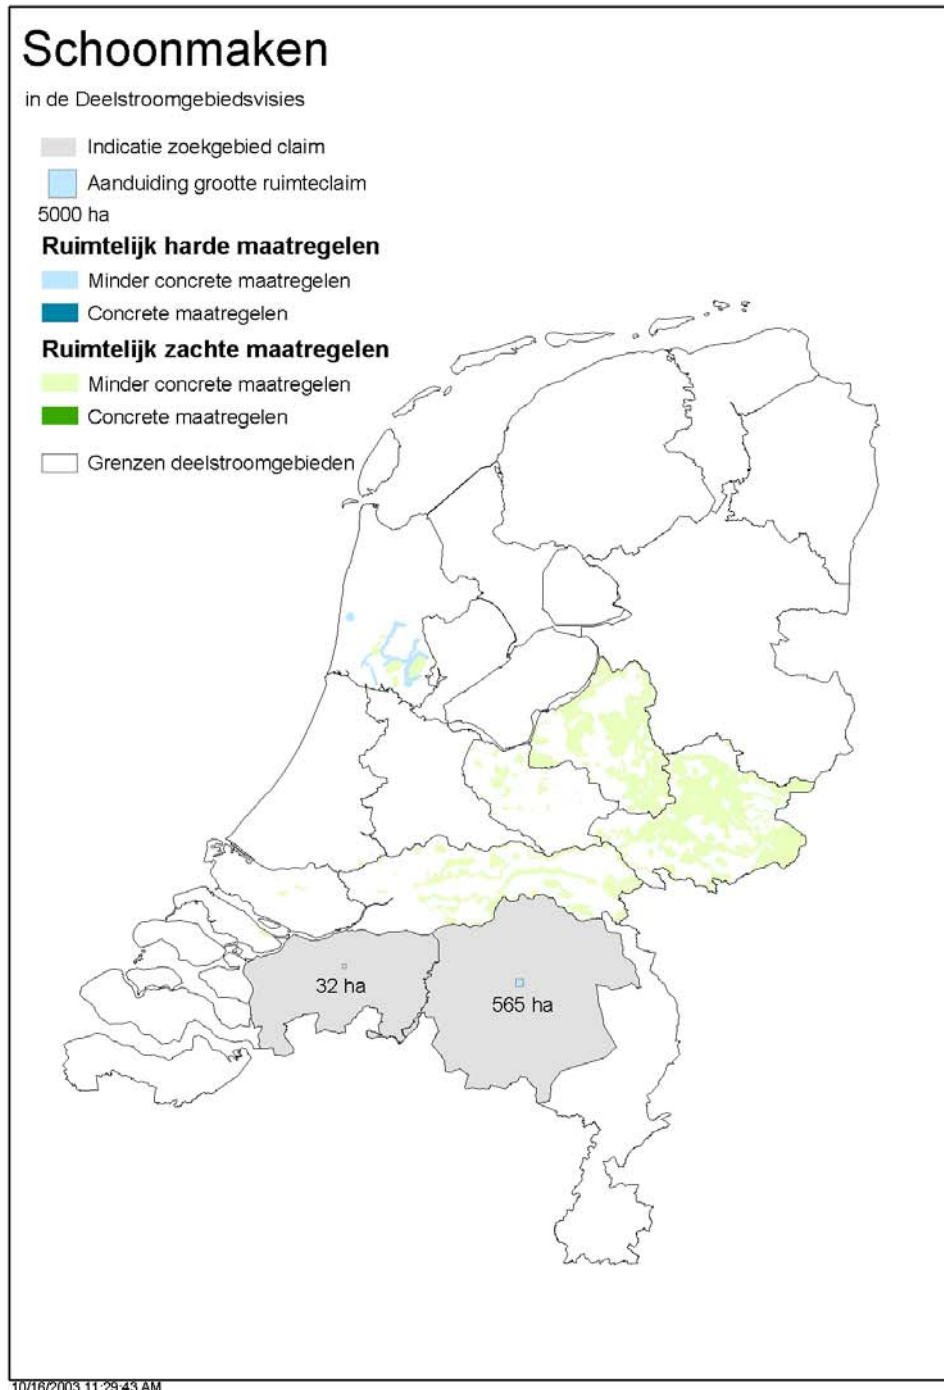 Schoonmaken
in de Deelstroomgebiedsvisies
Indicatie zoekgebied claim
Aanduiding grootte ruimteclaim
5000 ha
Ruimtelijk harde maatregelen
Minder concrete maatregelen
Concrete maatregelen
Ruimtelijk zachte maatregelen
Minder concrete maatregelen
Concrete maatregelen
Grenzen deelstroomgebieden
32 ha
565 ha
10/16/2003 11:29:43 AM